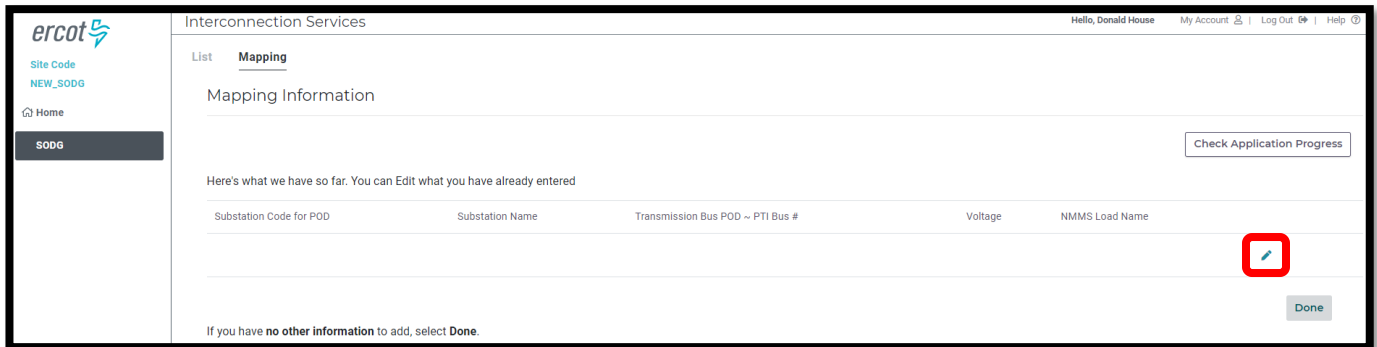 ercot
Interconnection Services
Hello, Donald House My Account | Log Out | Help
Site Code
NEW_SODG
Home
SODG
List Mapping
Mapping Information
Check Application Progress
Here's what we have so far. You can Edit what you have already entered
Substation Code for POD Substation Name Transmission Bus POD ~ PTI Bus # Voltage NMMS Load Name
Done
If you have no other information to add, select Done.